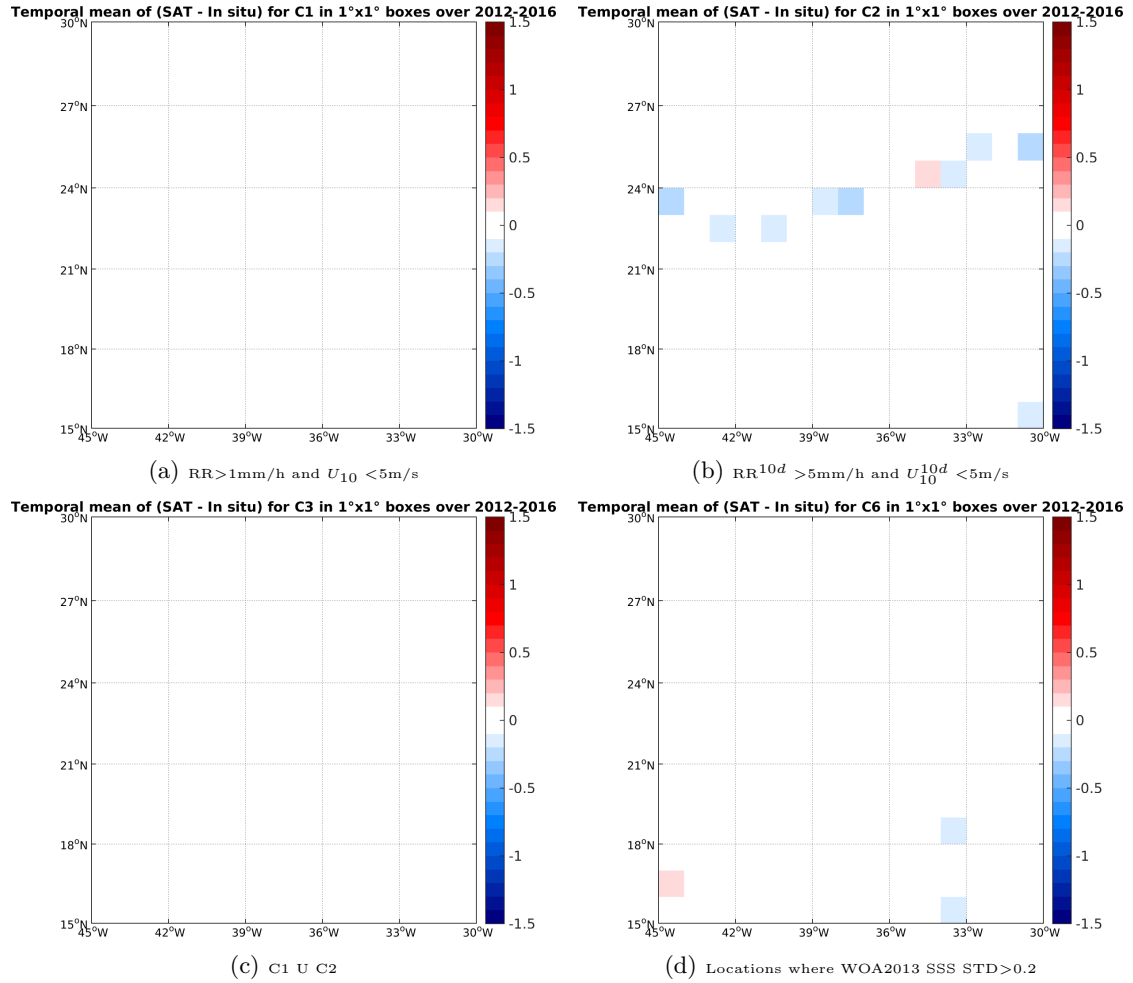 Temporal mean of (SAT - In situ) for C1 in 1°x1° boxes over 2012-2016
30°N
27°N
24°N
21°N
18°N
15°N
45°W
42°W
39°W
36°W
33°W
30°W
1.5
1
0.5
0
-0.5
-1
-1.5
(a) RR>1mm/h and U10 <5m/s
Temporal mean of (SAT - In situ) for C2 in 1°x1° boxes over 2012-2016
30°N
27°N
24°N
21°N
18°N
15°N
45°W
42°W
39°W
36°W
33°W
30°W
1.5
1
0.5
0
-0.5
-1
-1.5
(b) RR^10d >5mm/h and U_10^10d <5m/s
Temporal mean of (SAT - In situ) for C3 in 1°x1° boxes over 2012-2016
30°N
27°N
24°N
21°N
18°N
15°N
45°W
42°W
39°W
36°W
33°W
30°W
1.5
1
0.5
0
-0.5
-1
-1.5
(c) C1 U C2
Temporal mean of (SAT - In situ) for C6 in 1°x1° boxes over 2012-2016
30°N
27°N
24°N
21°N
18°N
15°N
45°W
42°W
39°W
36°W
33°W
30°W
1.5
1
0.5
0
-0.5
-1
-1.5
(d) Locations where WOA2013 SSS STD>0.2